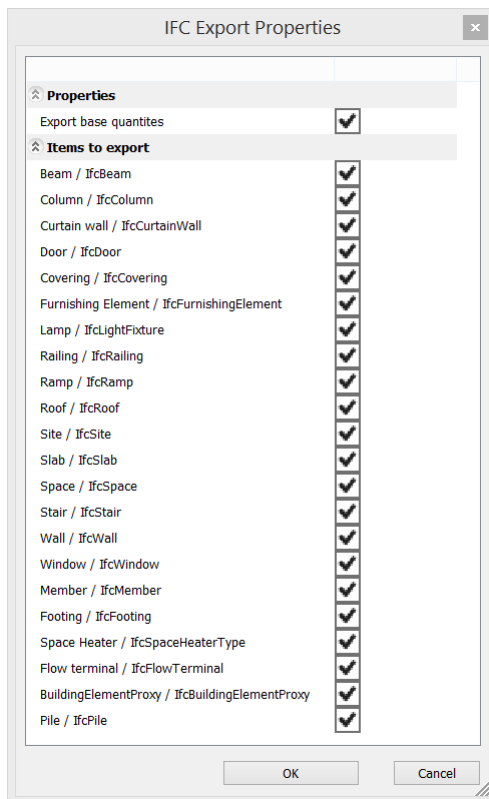 IFC Export Properties
Properties
Export base quantites
Items to export
Beam / IfcBeam
Column / IfcColumn
Curtain wall / IfcCurtainWall
Door / IfcDoor
Covering / IfcCovering
Furnishing Element / IfcFurnishingElement
Lamp / IfcLightFixture
Railing / IfcRailing
Ramp / IfcRamp
Roof / IfcRoof
Site / IfcSite
Slab / IfcSlab
Space / IfcSpace
Stair / IfcStair
Wall / IfcWall
Window / IfcWindow
Member / IfcMember
Footing / IfcFooting
Space Heater / IfcSpaceHeaterType
Flow terminal / IfcFlowTerminal
BuildingElementProxy / IfcBuildingElementProxy
Pile / IfcPile
OK Cancel